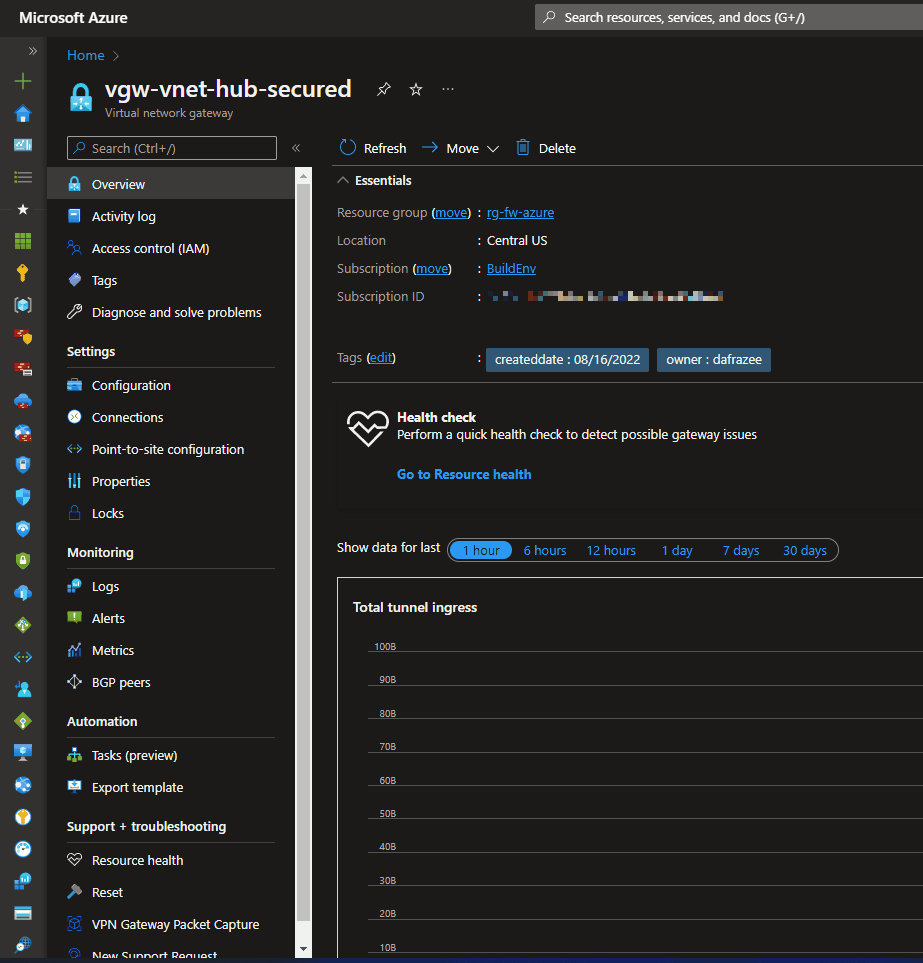 Microsoft Azure
Search resources, services, and docs (G+/)
Home
vgw-vnet-hub-secured
Virtual network gateway
Search (Ctrl+/)
Overview
Activity log
Access control (IAM)
Tags
Diagnose and solve problems
Settings
Configuration
Connections
Point-to-site configuration
Properties
Locks
Monitoring
Logs
Alerts
Metrics
BGP peers
Automation
Tasks (preview)
Export template
Support + troubleshooting
Resource health
Reset
VPN Gateway Packet Capture
New Support Request
Refresh Move Delete
Essentials
Resource group (move) : rg-fw-azure
Location : Central US
Subscription (move) : BuildEnv
Subscription ID :
Tags (edit) : createddate : 08/16/2022 owner : dafrazee
Health check
Perform a quick health check to detect possible gateway issues
Go to Resource health
Show data for last 1 hour 6 hours 12 hours 1 day 7 days 30 days
Total tunnel ingress
100B
90B
80B
70B
60B
50B
40B
30B
20B
10B